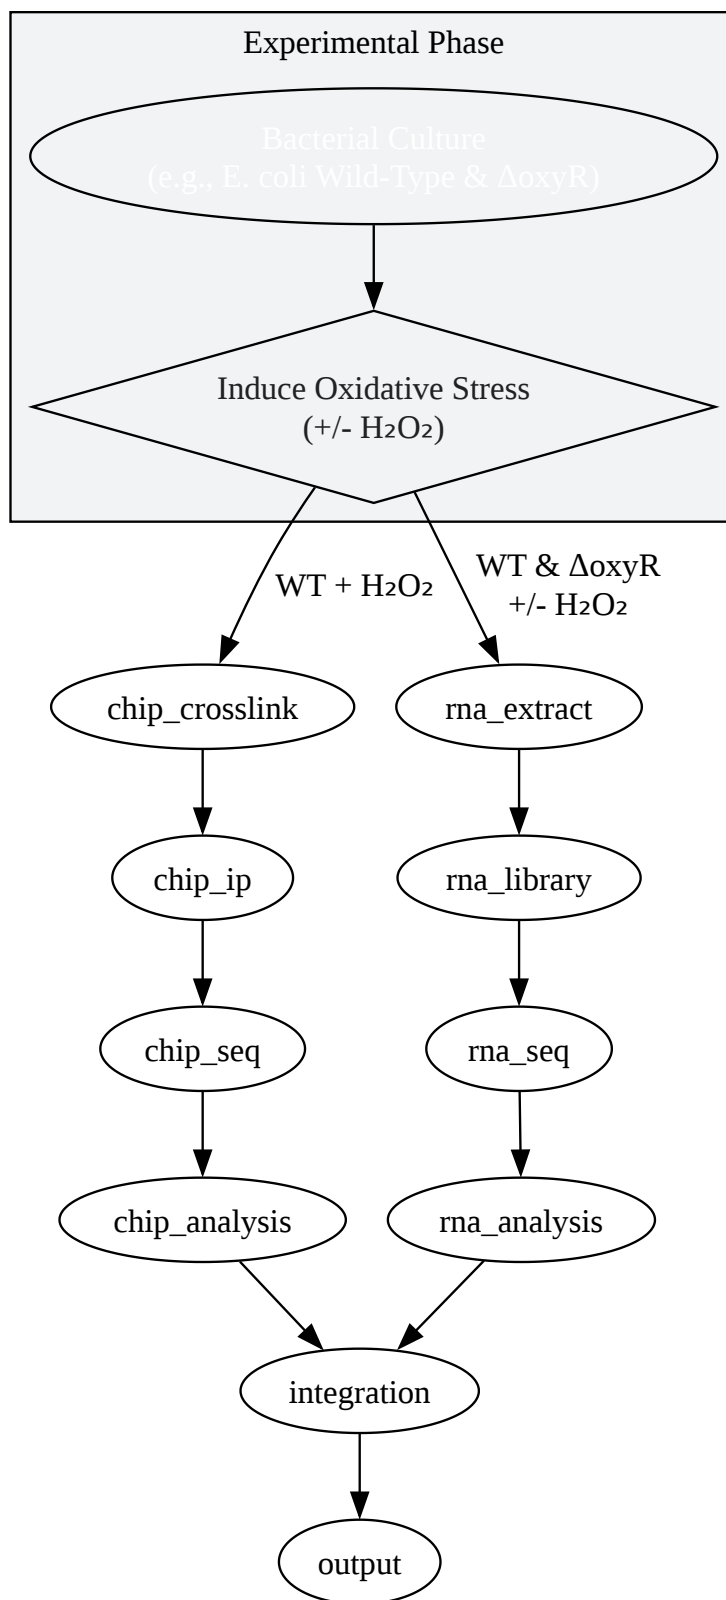 Experimental Phase
Bacterial Culture
(e.g., E. coli Wild-Type & ΔoxyR)
Induce Oxidative Stress
(+/- H₂O₂)
WT + H₂O₂
WT & ΔoxyR
+/- H₂O₂
chip_crosslink
rna_extract
chip_ip
rna_library
chip_seq
rna_seq
chip_analysis
rna_analysis
integration
output